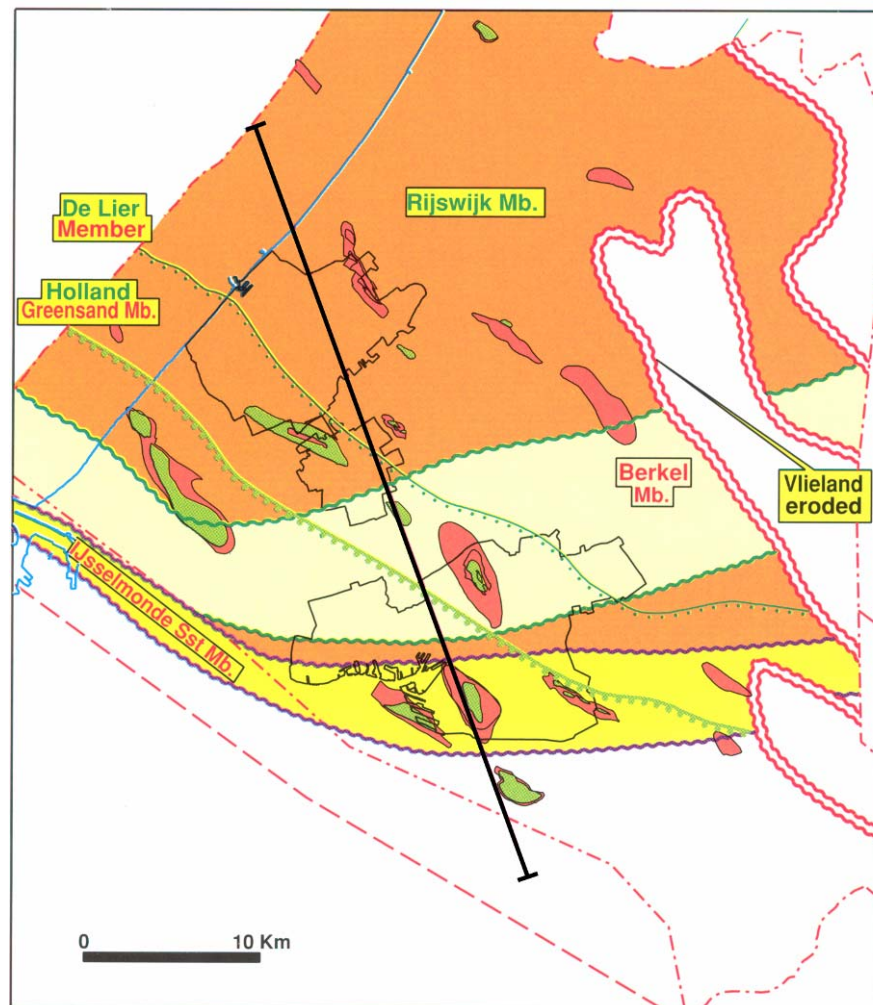 De Lier
Member
Rijswijk Mb.
Holland
Greensand Mb.
Berkel
Mb.
Vlieland
eroded
IJsselmonde Sst Mb.
0 10 Km